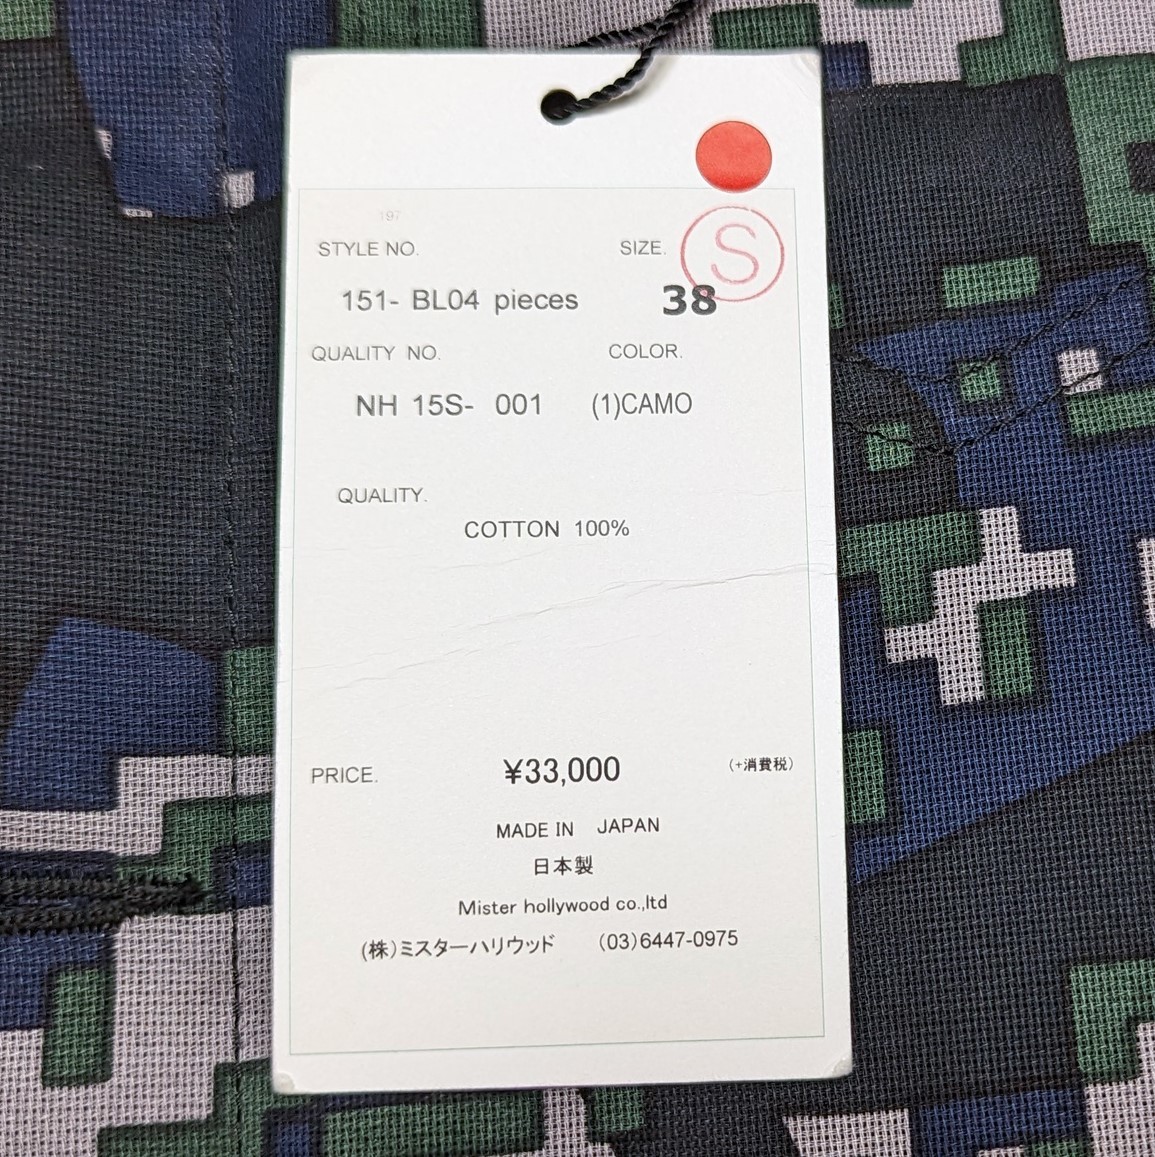 197
STYLE NO. SIZE. S
151- BL04 pieces 38
QUALITY NO. COLOR.
NH 15S- 001 (1)CAMO
QUALITY.
COTTON 100%
PRICE. ¥33,000 (+消費税)
MADE IN JAPAN
日本製
Mister hollywood co.,ltd
(株)ミスターハリウッド (03)6447-0975